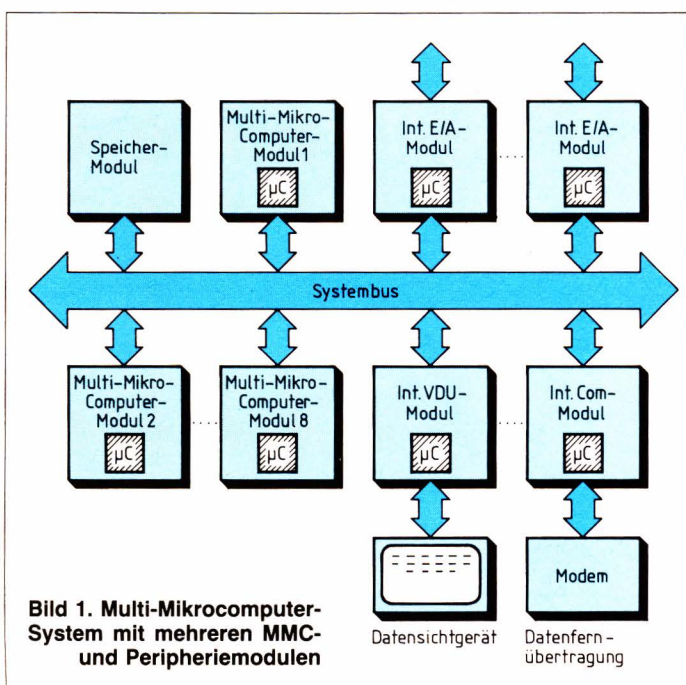 Speicher-
Modul
Multi-Mikro-
Computer-
Modul 1
µC
Int. E/A-
Modul
µC
Int. E/A-
Modul
µC
Systembus
Multi-Mikro-
Computer-
Modul 2
µC
Multi-Mikro-
Computer-
Modul 8
µC
Int. VDU-
Modul
µC
Int. Com-
Modul
µC
Modem
Bild 1. Multi-Mikrocomputer-
System mit mehreren MMC-
und Peripheriemodulen
Datensichtgerät
Datenfern-
übertragung